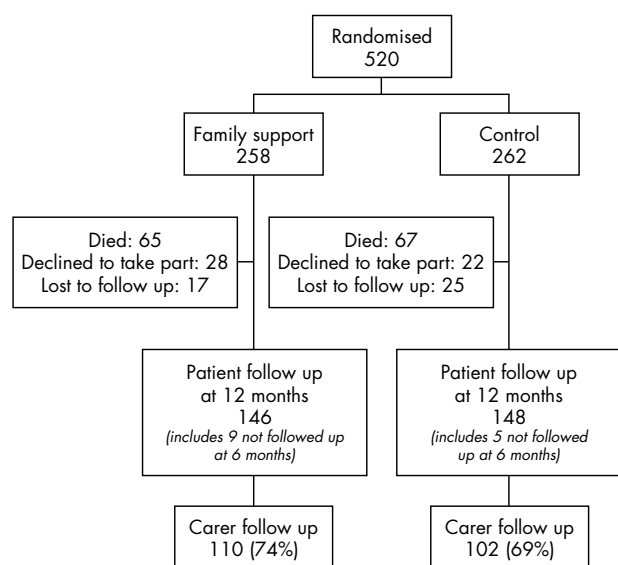 Randomised
520
Family support
258
Control
262
Died: 65
Declined to take part: 28
Lost to follow up: 17
Died: 67
Declined to take part: 22
Lost to follow up: 25
Patient follow up
at 12 months
146
(includes 9 not followed up
at 6 months)
Patient follow up
at 12 months
148
(includes 5 not followed
up at 6 months)
Carer follow up
110 (74%)
Carer follow up
102 (69%)